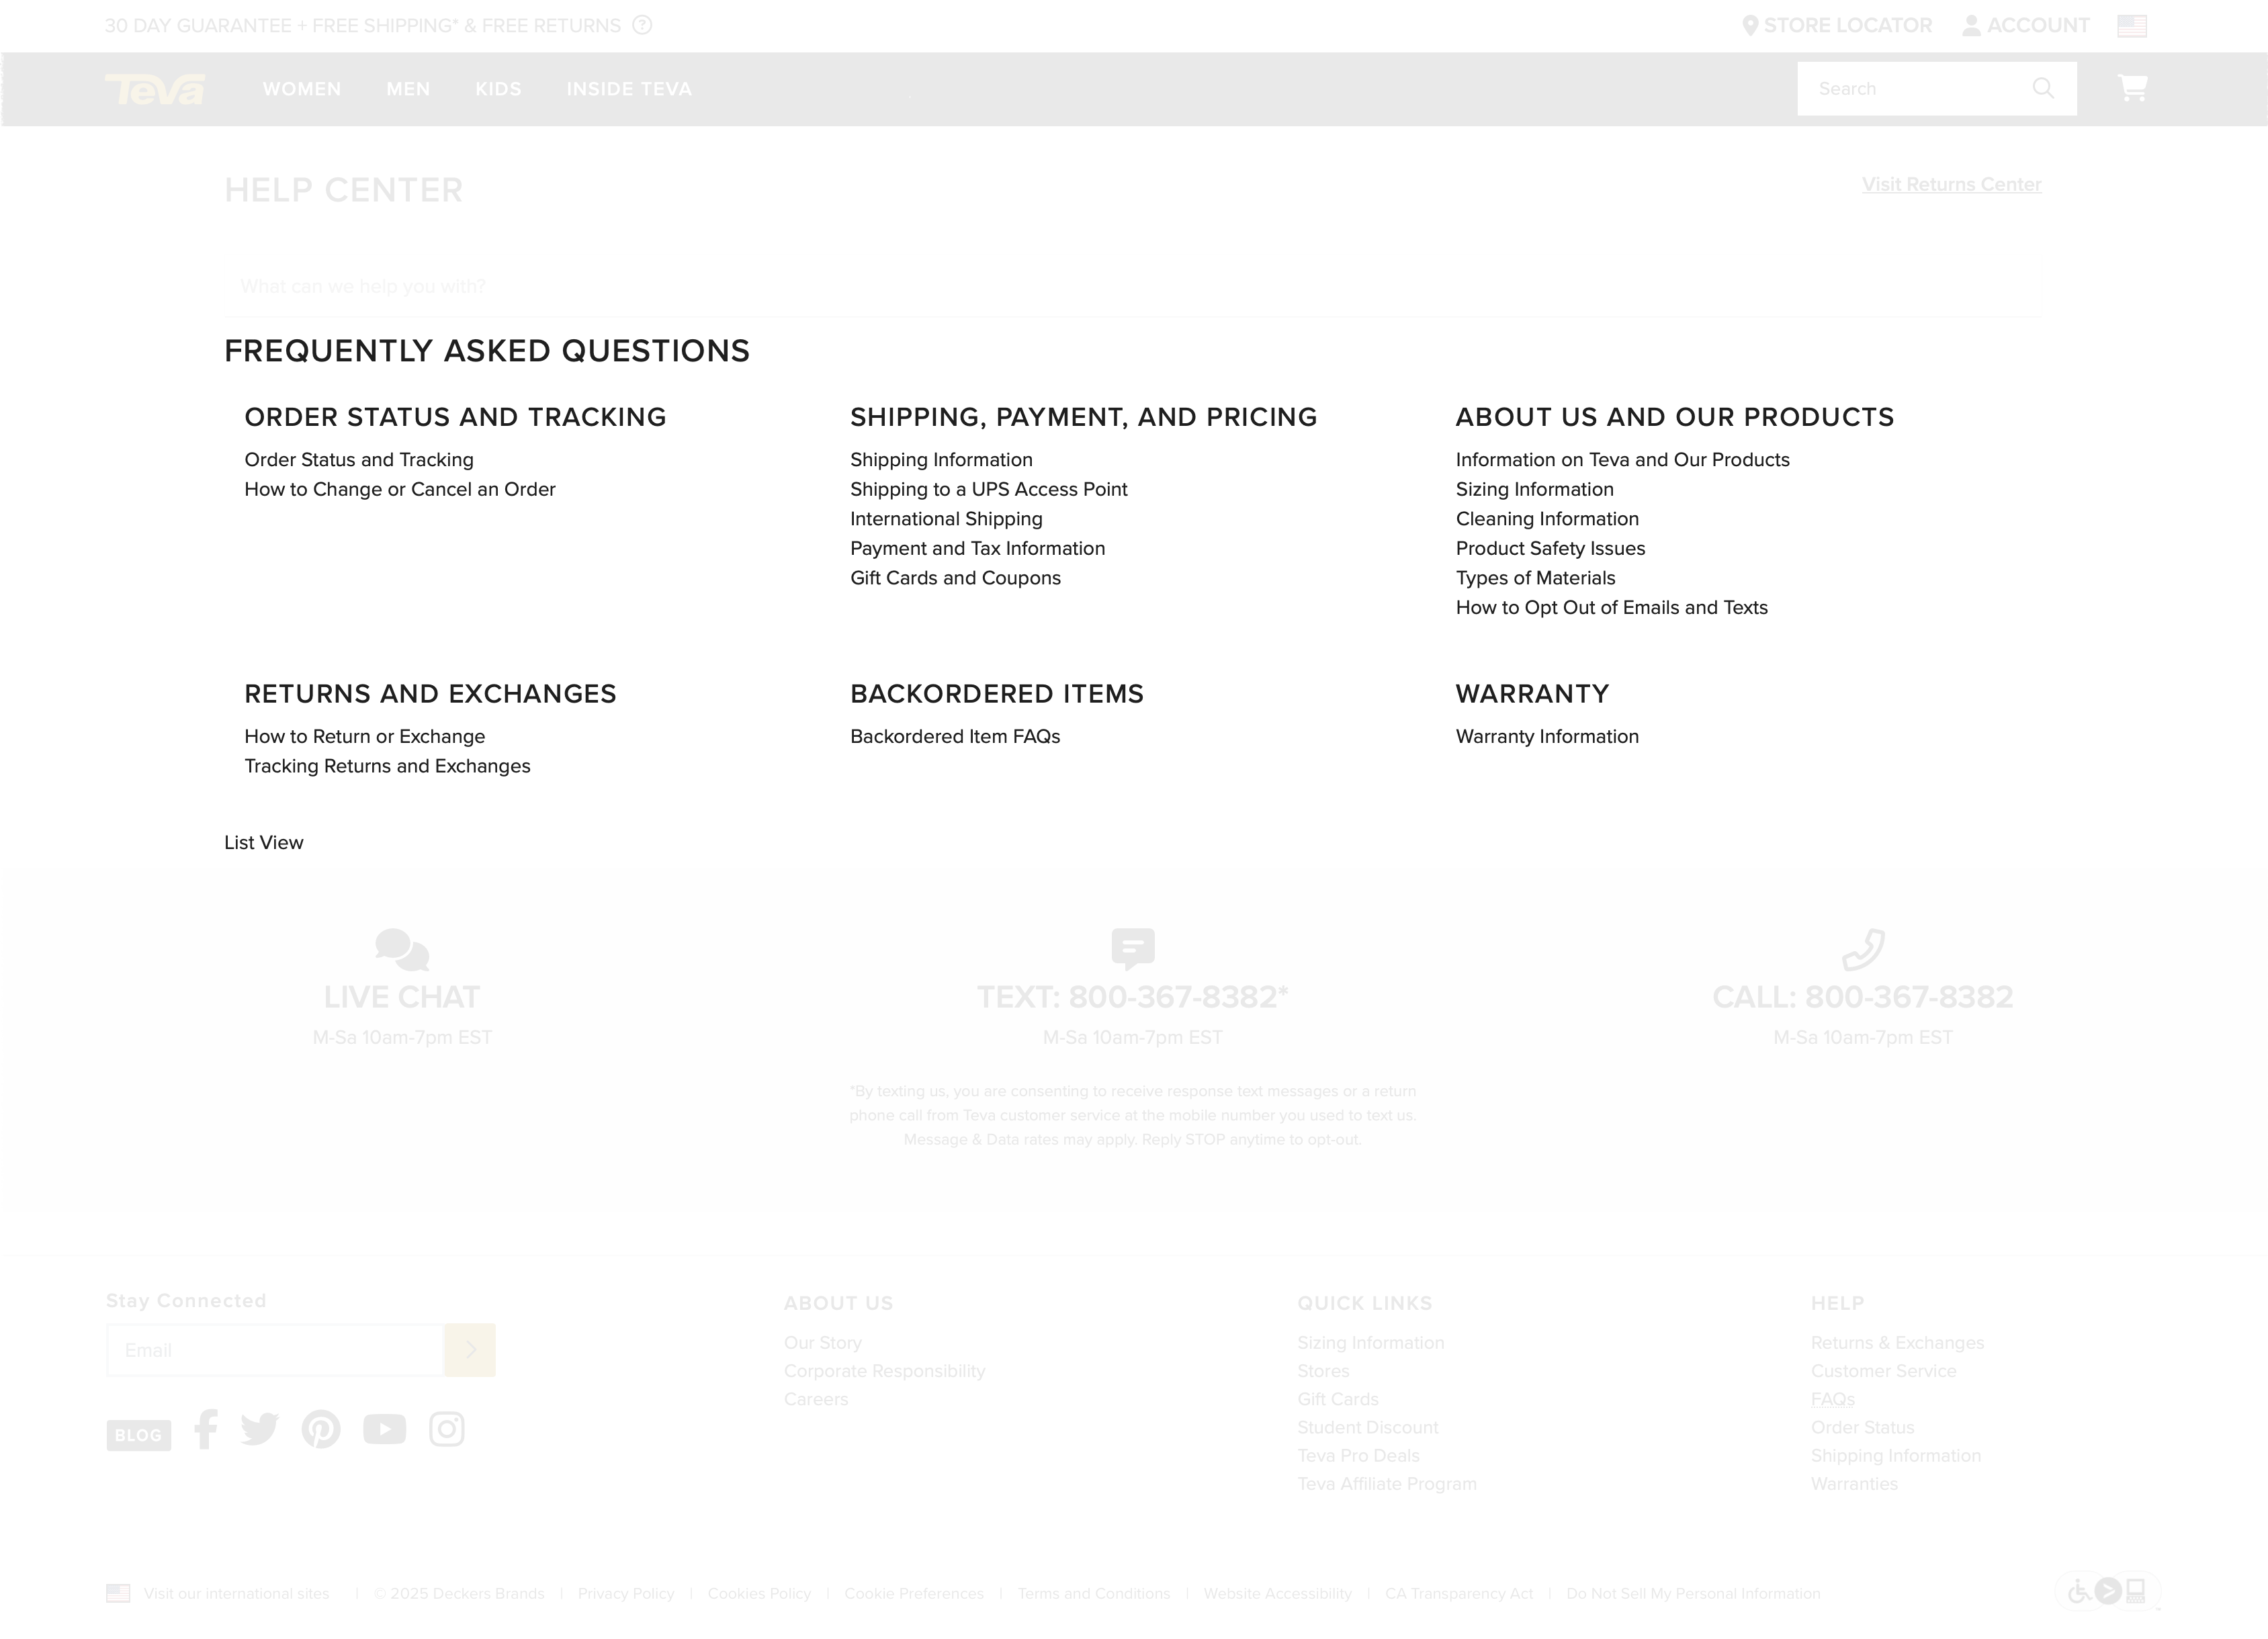 30 DAY GUARANTEE + FREE SHIPPING* & FREE RETURNS
STORE LOCATOR
ACCOUNT
Teva
WOMEN
MEN
KIDS
INSIDE TEVA
Search
HELP CENTER
Visit Returns Center
What can we help you with?
FREQUENTLY ASKED QUESTIONS
ORDER STATUS AND TRACKING
Order Status and Tracking
How to Change or Cancel an Order
SHIPPING, PAYMENT, AND PRICING
Shipping Information
Shipping to a UPS Access Point
International Shipping
Payment and Tax Information
Gift Cards and Coupons
ABOUT US AND OUR PRODUCTS
Information on Teva and Our Products
Sizing Information
Cleaning Information
Product Safety Issues
Types of Materials
How to Opt Out of Emails and Texts
RETURNS AND EXCHANGES
How to Return or Exchange
Tracking Returns and Exchanges
BACKORDERED ITEMS
Backordered Item FAQs
WARRANTY
Warranty Information
List View
LIVE CHAT
M-Sa 10am-7pm EST
TEXT: 800-367-8382*
M-Sa 10am-7pm EST
*By texting us, you are consenting to receive response text messages or a return
phone call from Teva customer service at the mobile number you used to text us.
Message & Data rates may apply. Reply STOP anytime to opt-out.
CALL: 800-367-8382
M-Sa 10am-7pm EST
Stay Connected
Email
BLOG
ABOUT US
Our Story
Corporate Responsibility
Careers
QUICK LINKS
Sizing Information
Stores
Gift Cards
Student Discount
Teva Pro Deals
Teva Affiliate Program
HELP
Returns & Exchanges
Customer Service
FAQs
Order Status
Shipping Information
Warranties
Visit our international sites | © 2025 Deckers Brands | Privacy Policy | Cookies Policy | Cookie Preferences | Terms and Conditions | Website Accessibility | CA Transparency Act | Do Not Sell My Personal Information